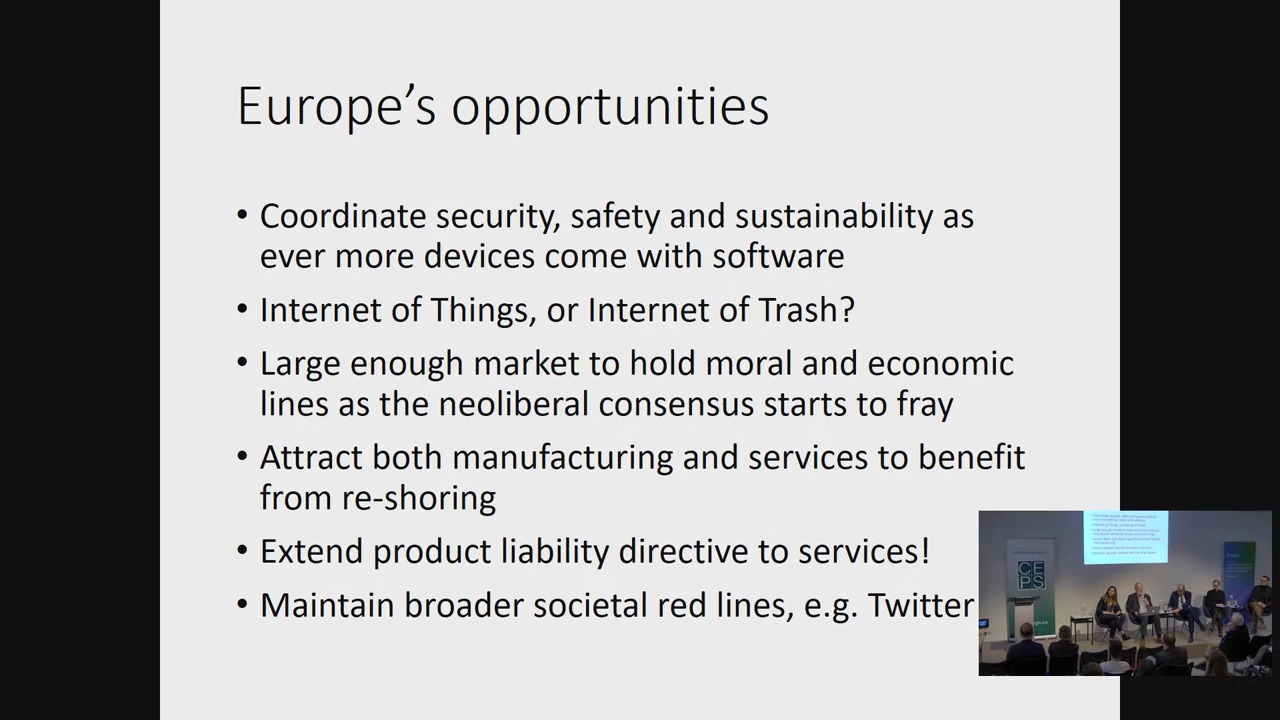 Europe’s opportunities
• Coordinate security, safety and sustainability as
ever more devices come with software
• Internet of Things, or Internet of Trash?
• Large enough market to hold moral and economic
lines as the neoliberal consensus starts to fray
• Attract both manufacturing and services to benefit
from re-shoring
• Extend product liability directive to services!
• Maintain broader societal red lines, e.g. Twitter
CE
PS